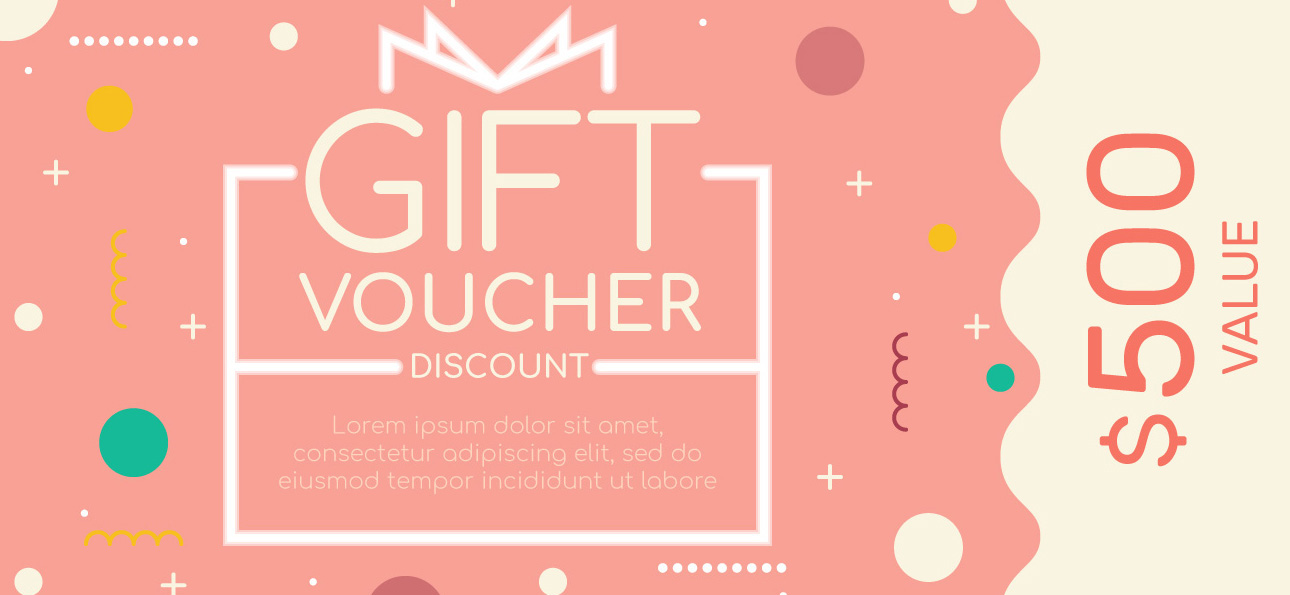 GIFT
VOUCHER
DISCOUNT
Lorem ipsum dolor sit amet,
consectetur adipiscing elit, sed do
eiusmod tempor incididunt ut labore
$500
VALUE